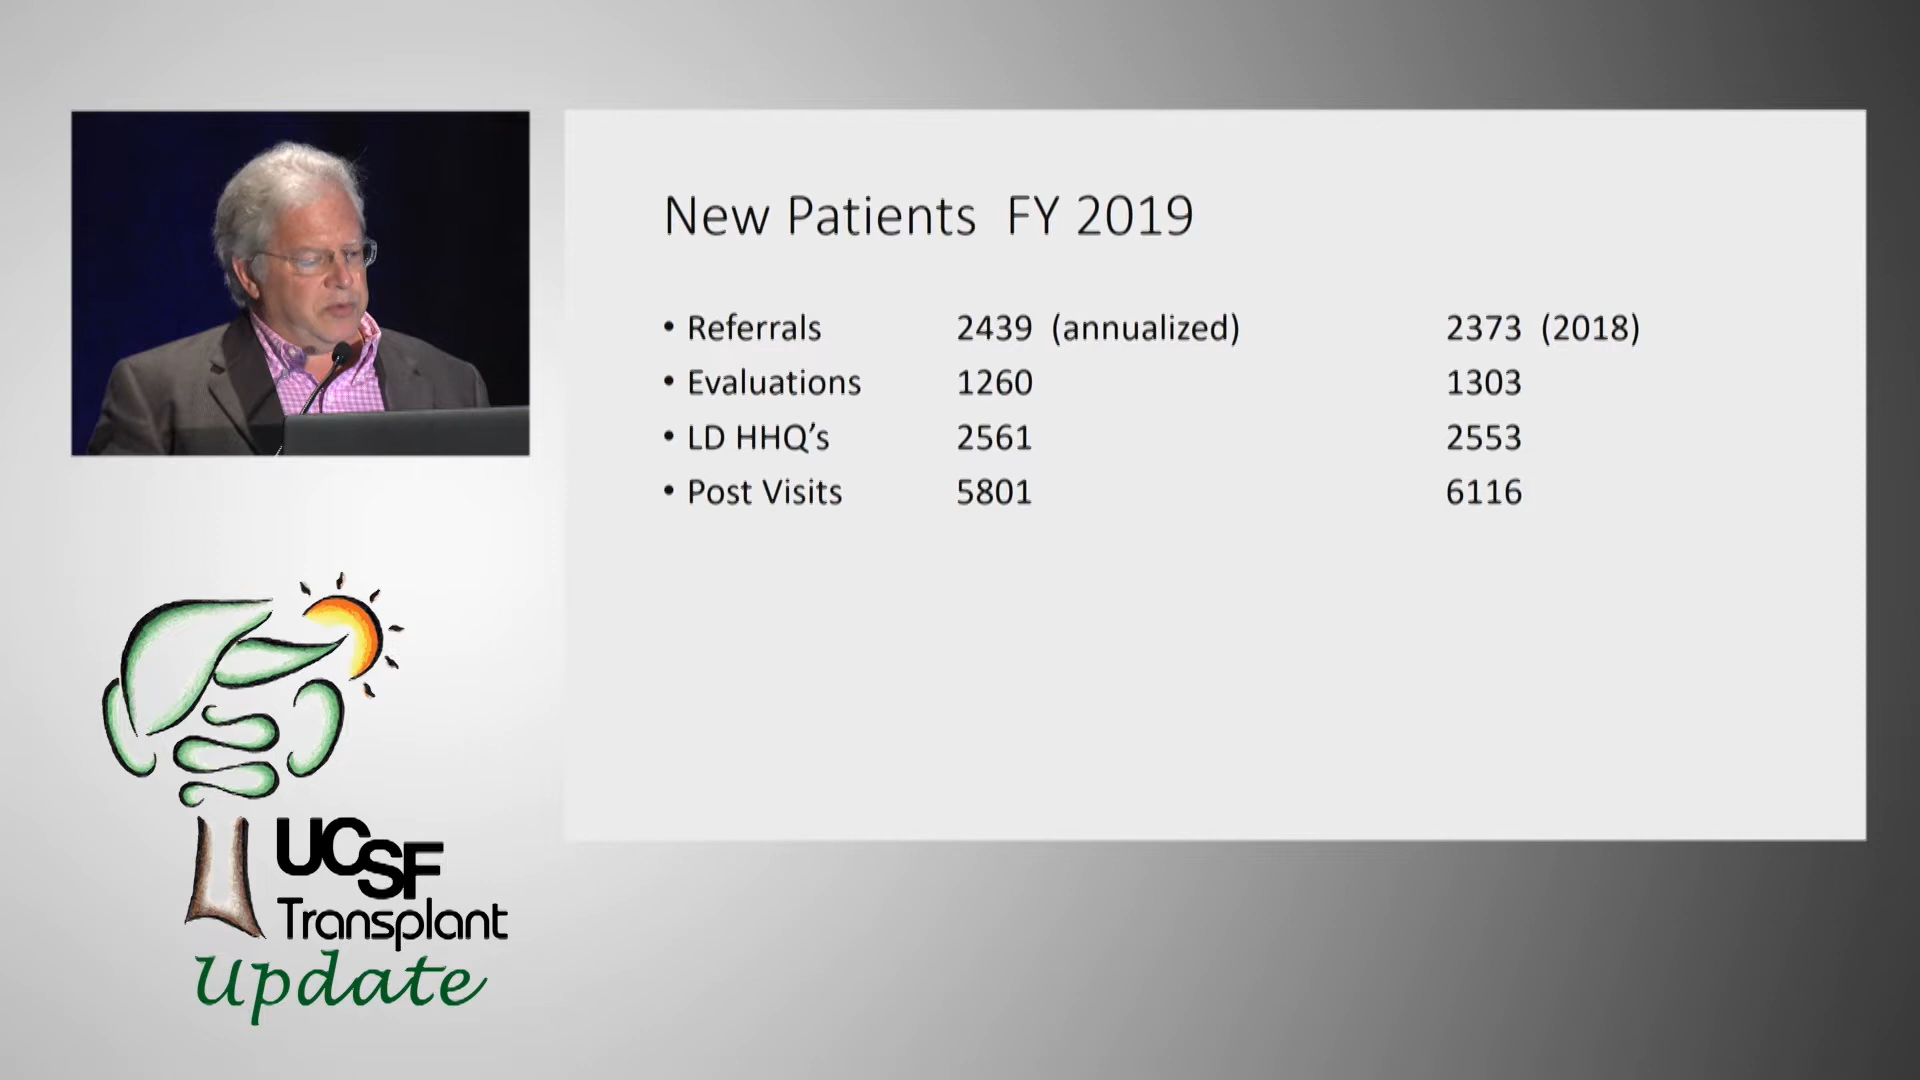 New Patients FY 2019
• Referrals 2439 (annualized) 2373 (2018)
• Evaluations 1260 1303
• LD HHQ's 2561 2553
• Post Visits 5801 6116
UCSF
Transplant
Update